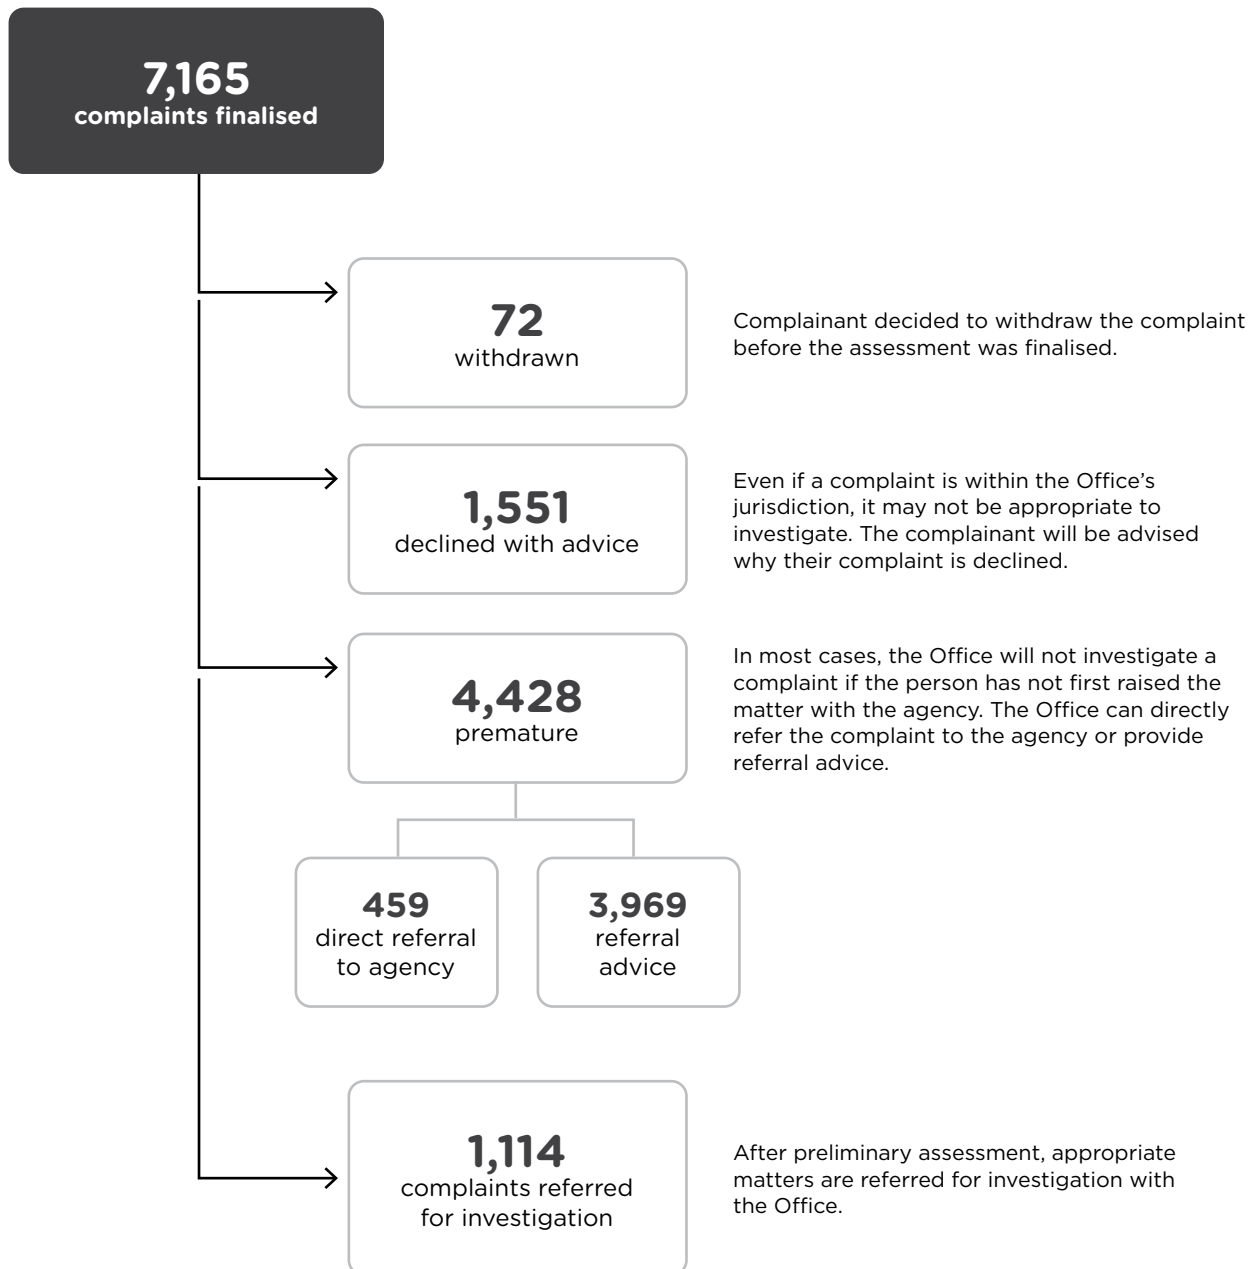 7,165
complaints finalised
72
withdrawn
Complainant decided to withdraw the complaint
before the assessment was finalised.
1,551
declined with advice
Even if a complaint is within the Office’s
jurisdiction, it may not be appropriate to
investigate. The complainant will be advised
why their complaint is declined.
4,428
premature
In most cases, the Office will not investigate a
complaint if the person has not first raised the
matter with the agency. The Office can directly
refer the complaint to the agency or provide
referral advice.
459
direct referral
to agency
3,969
referral
advice
1,114
complaints referred
for investigation
After preliminary assessment, appropriate
matters are referred for investigation with
the Office.